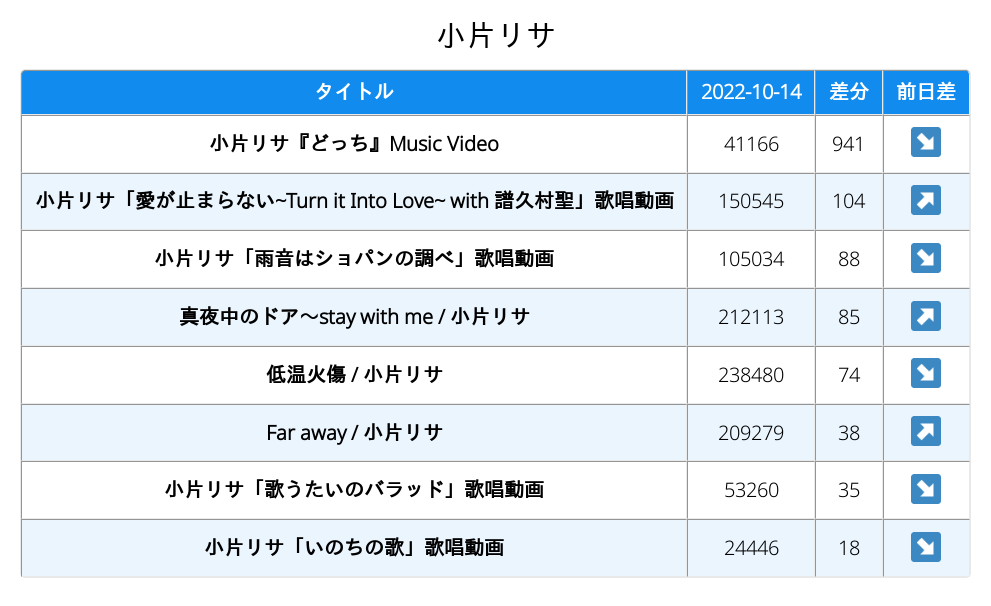 小片リサ
タイトル 2022-10-14 差分 前日差
小片リサ『どっち』Music Video 41166 941 ↘
小片リサ「愛が止まらない~Turn it Into Love~ with 譜久村聖」歌唱動画 150545 104 ↗
小片リサ「雨音はショパンの調べ」歌唱動画 105034 88 ↘
真夜中のドア〜stay with me / 小片リサ 212113 85 ↗
低温火傷 / 小片リサ 238480 74 ↘
Far away / 小片リサ 209279 38 ↗
小片リサ「歌うたいのバラッド」歌唱動画 53260 35 ↘
小片リサ「いのちの歌」歌唱動画 24446 18 ↘